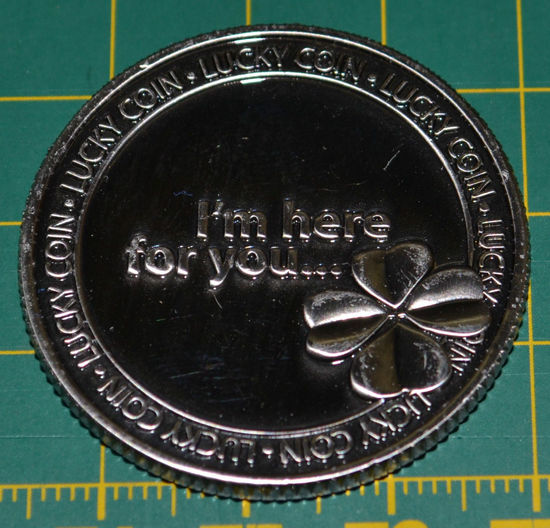 LUCKY COIN • LUCKY COIN • LUCKY COIN • LUCKY COIN • LUCKY COIN • LUCKY COIN • LUCKY COIN •
I'm here
for you...